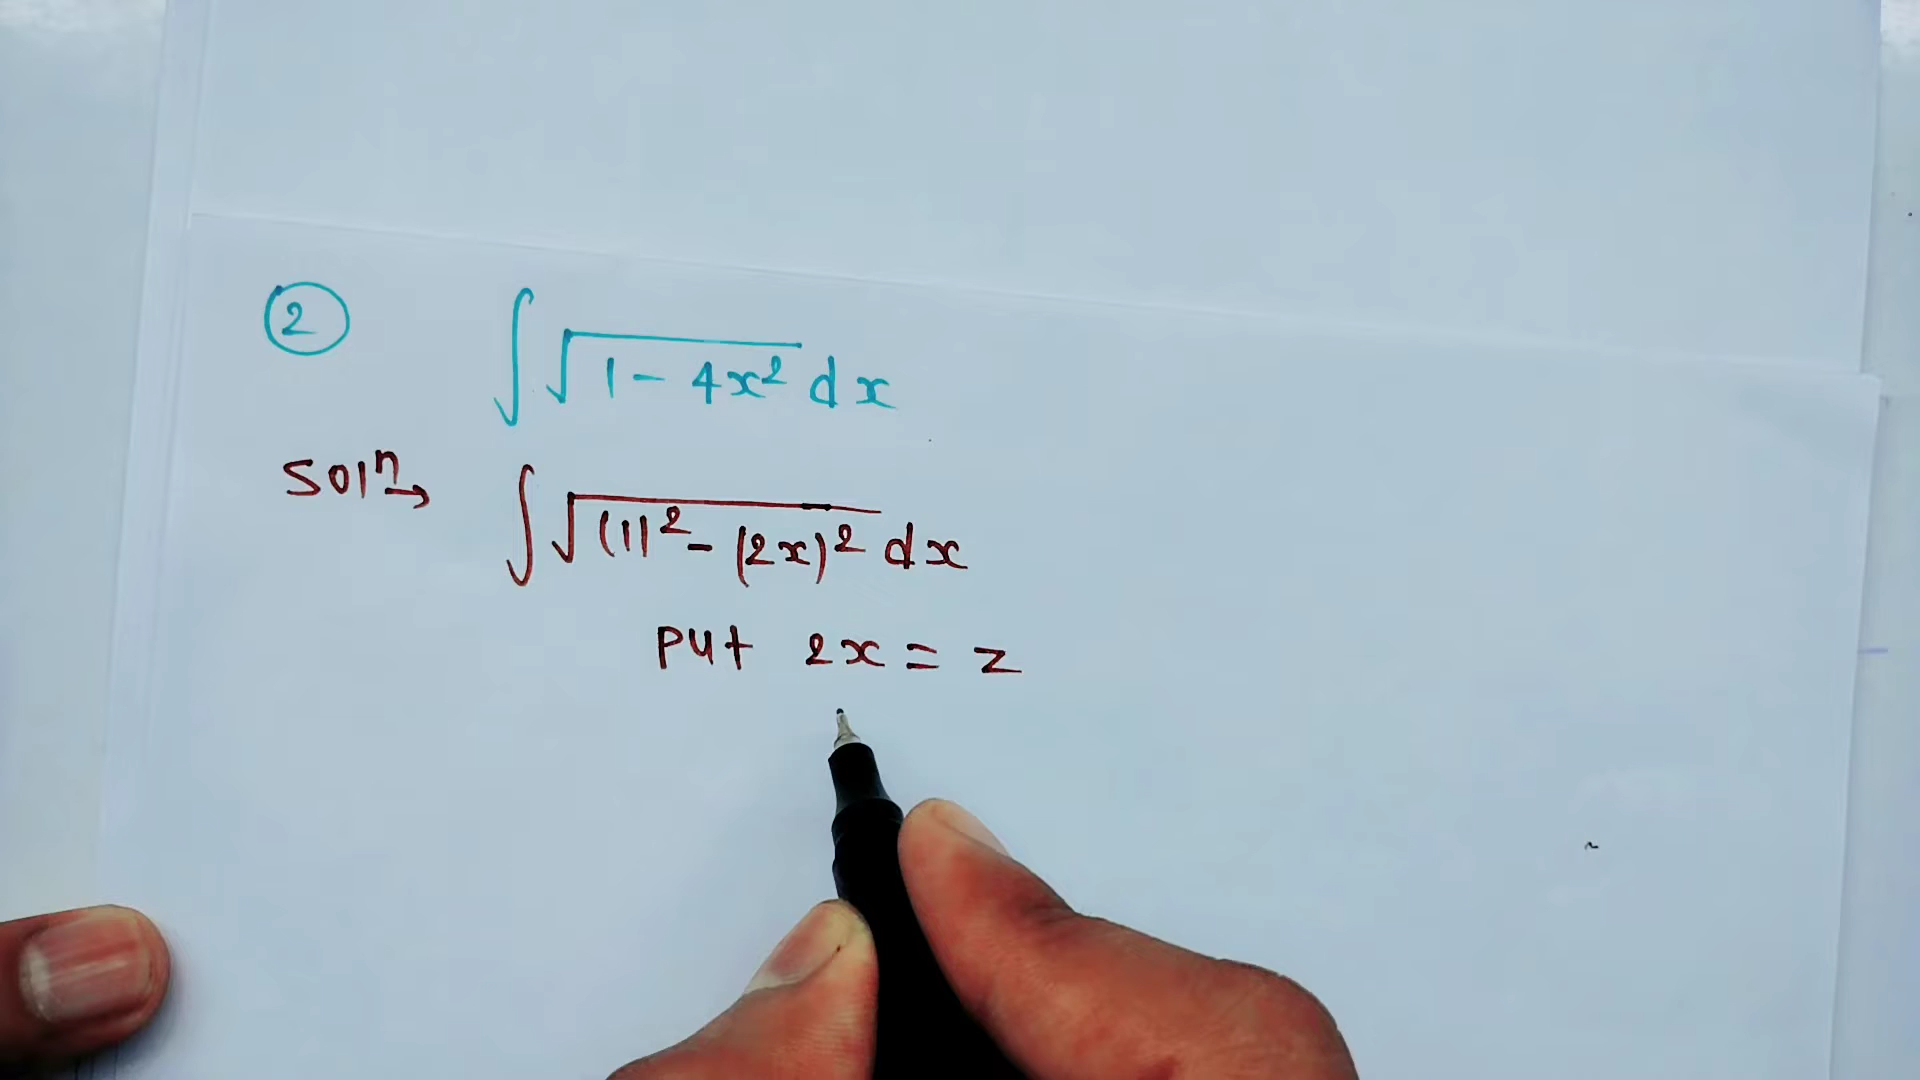 2 ∫√1-4x² dx
Solⁿ→ ∫√(1)²-(2x)² dx
Put 2x = z